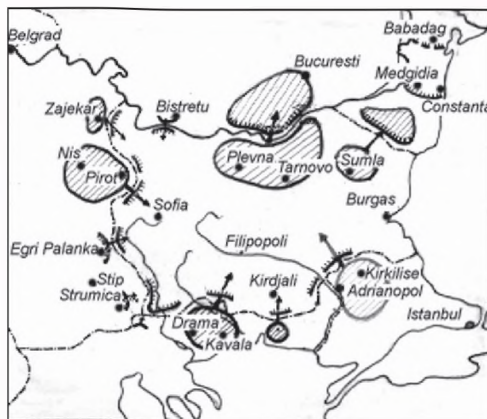 Belgrad
Babadag
Bucuresti
Medgidia
Constanta
Zajekar
Bistretu
Nis
Pirot
Plevna
Tarnovo
Sumla
Sofia
Burgas
Egri Palanka
Filipopoli
Stip
Strumica
Kirdjali
Kirkilise
Adrianopol
Istanbul
Drama
Kavala